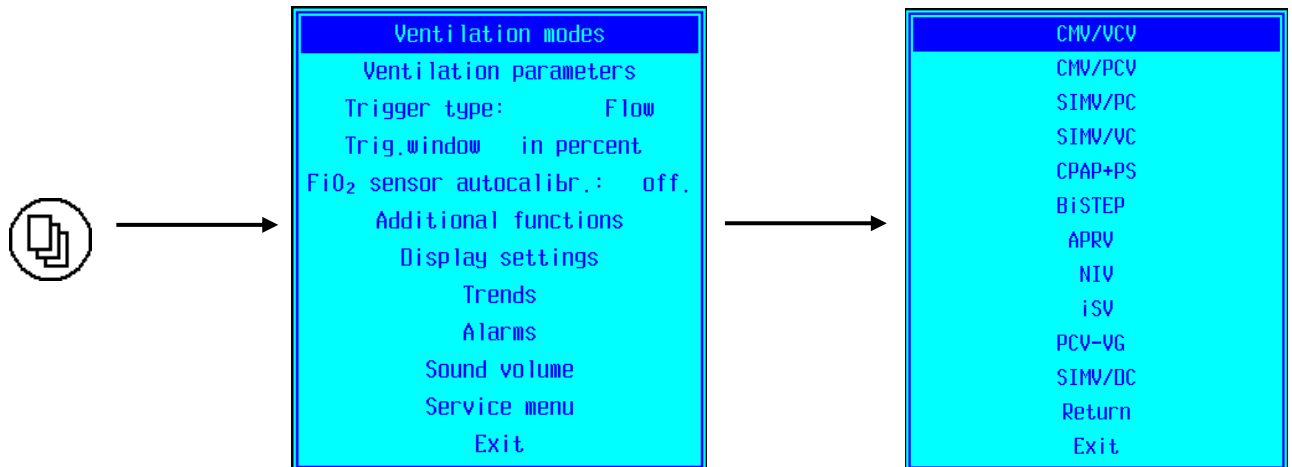 Ventilation modes
Ventilation parameters
Trigger type: Flow
Trig.window in percent
FiO₂ sensor autocalibr.: off.
Additional functions
Display settings
Trends
Alarms
Sound volume
Service menu
Exit
CMV/VCV
CMV/PCV
SIMV/PC
SIMV/VC
CPAP+PS
BiSTEP
APRV
NIV
iSV
PCV-VG
SIMV/DC
Return
Exit